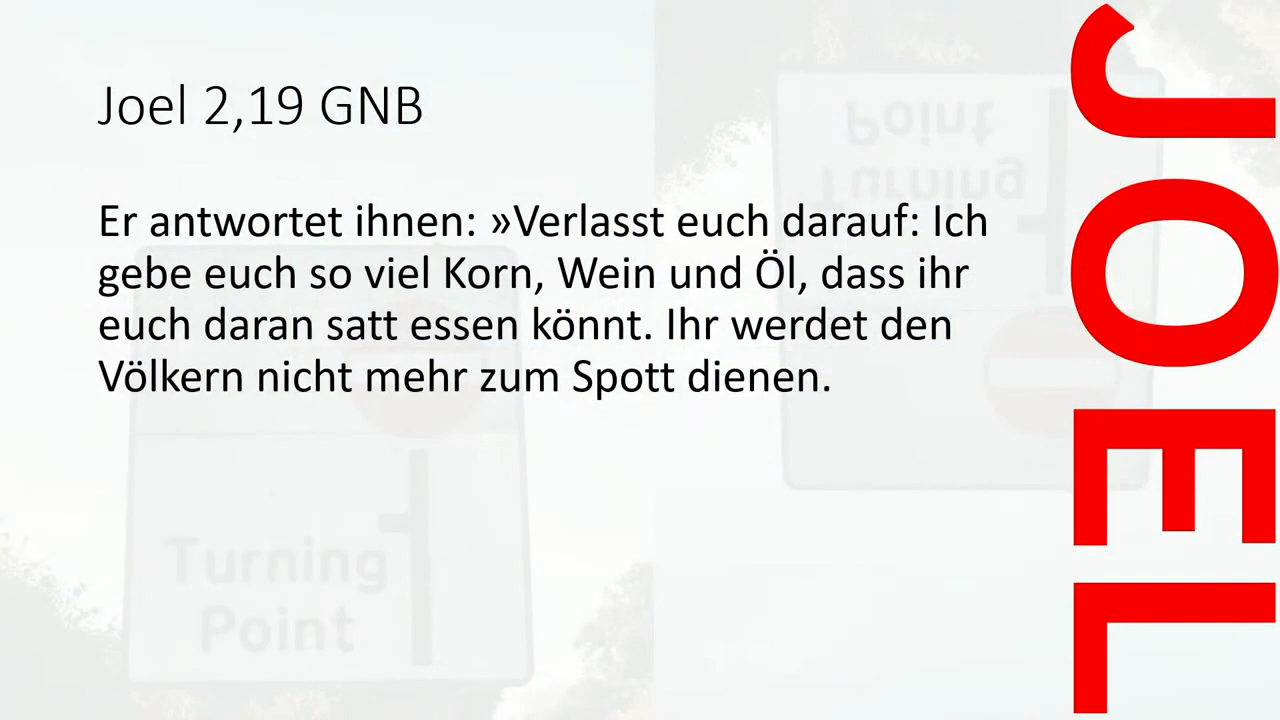 Joel 2,19 GNB
Er antwortet ihnen: »Verlasst euch darauf: Ich
gebe euch so viel Korn, Wein und Öl, dass ihr
euch daran satt essen könnt. Ihr werdet den
Völkern nicht mehr zum Spott dienen.
JOEL
Turning
Point
Turning
Point